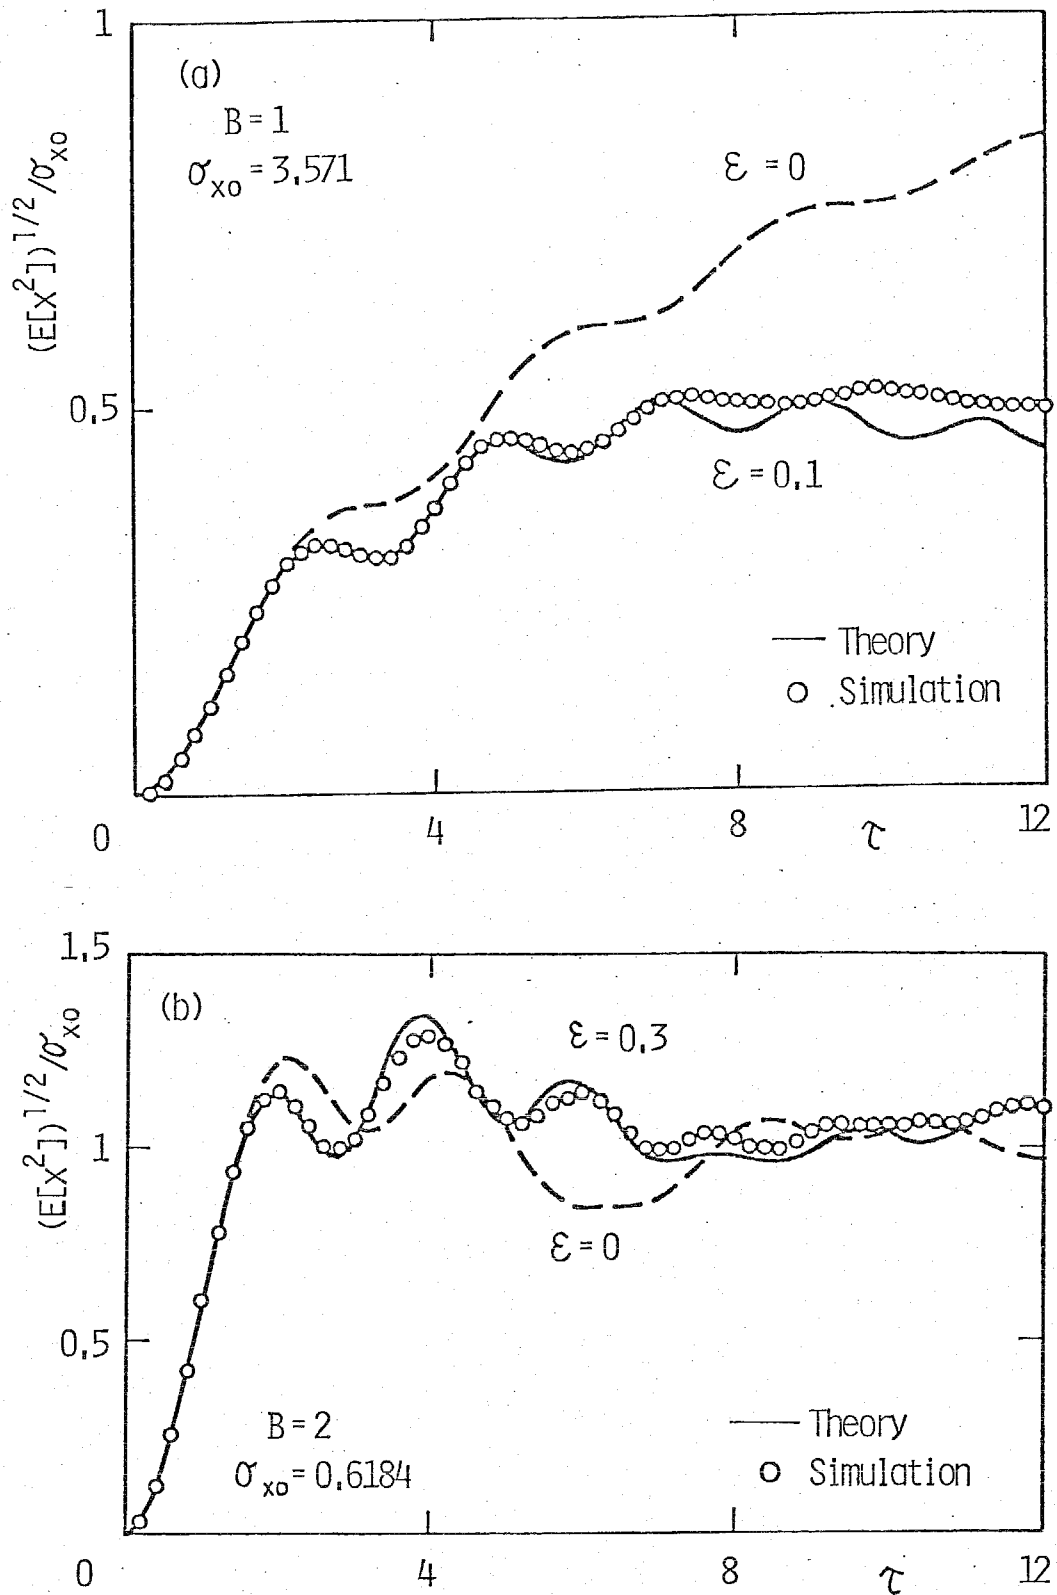 1
(a)
B=1
σxo=3,571
ε=0
(E[x²])^1/2/σxo
0,5
ε=0,1
Theory
.Simulation
0
4
8
τ
12
1,5
(b)
ε=0,3
(E[x²])^1/2/σxo
1
ε=0
0,5
B=2
σxo=0,6184
Theory
Simulation
0
4
8
τ
12